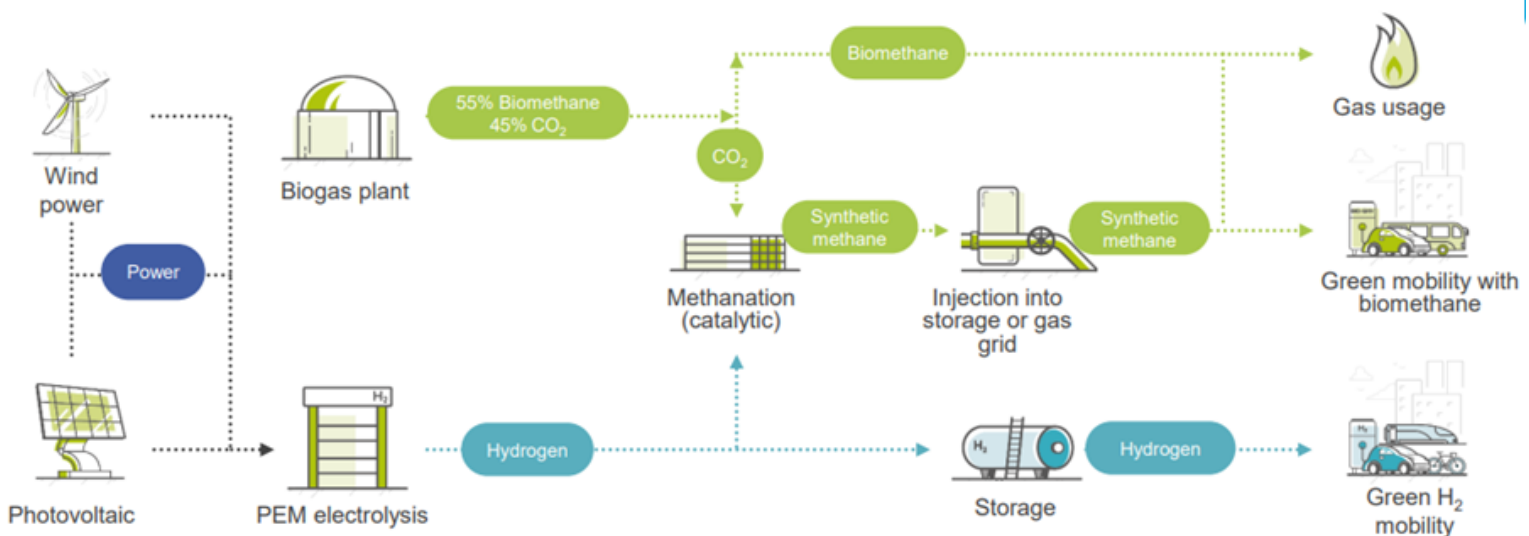 Biomethane
Gas usage
55% Biomethane
45% CO₂
CO₂
Wind
power
Biogas plant
Synthetic
methane
Synthetic
methane
Power
Methanation
(catalytic)
Injection into
storage or gas
grid
Green mobility with
biomethane
H₂
Hydrogen
H₂
Hydrogen
H₂
Photovoltaic
PEM electrolysis
Storage
Green H₂
mobility